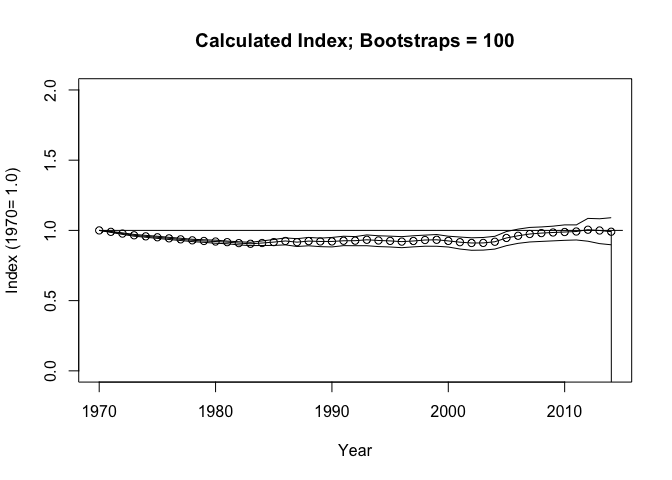 Calculated Index; Bootstraps = 100
Index (1970= 1.0)
2.0
1.5
1.0
0.5
0.0
1970 1980 1990 2000 2010
Year